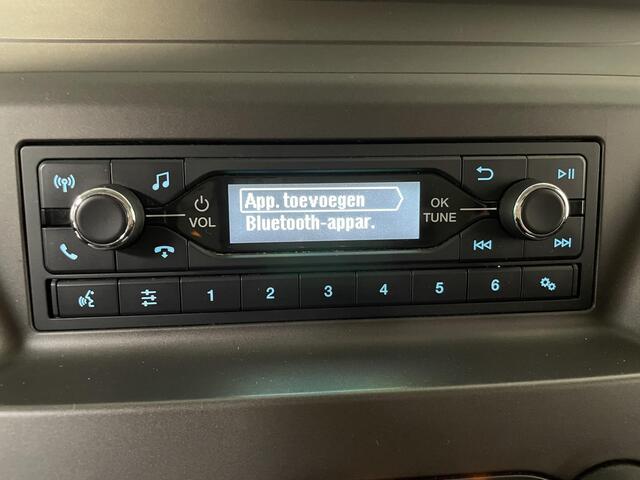 App. toevoegen
Bluetooth-appar.
VOL
OK
TUNE
1 2 3 4 5 6